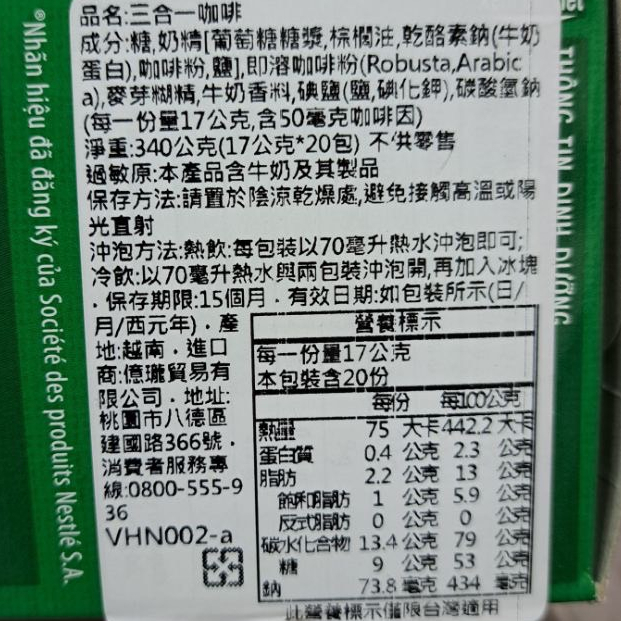 品名:三合一咖啡
成分:糖,奶精[葡萄糖糖漿,棕櫚油,乾酪素鈉(牛奶
蛋白),咖啡粉,鹽],即溶咖啡粉(Robusta,Arabic
a),麥芽糊精,牛奶香料,碘鹽(鹽,碘化鉀),碳酸氫鈉
(每一份量17公克,含50毫克咖啡因)
淨重:340公克(17公克*20包) 不供零售
過敏原:本產品含牛奶及其製品
保存方法:請置於陰涼乾燥處,避免接觸高溫或陽
光直射
沖泡方法:熱飲:每包裝以70毫升熱水沖泡即可;
冷飲:以70毫升熱水與兩包裝沖泡開,再加入冰塊
．保存期限:15個月．有效日期:如包裝所示(日/
月/西元年)．產
地:越南．進口
商:億瓏貿易有
限公司．地址:
桃園市八德區
建國路366號．
消費者服務專
線:0800-555-9
36
VHN002-a
營養標示
每一份量17公克
本包裝含20份
每份 每100公克
熱量 75 大卡 442.2 大卡
蛋白質 0.4 公克 2.3 公克
脂肪 2.2 公克 13 公克
飽和脂肪 1 公克 5.9 公克
反式脂肪 0 公克 0 公克
碳水化合物 13.4 公克 79 公克
糖 9 公克 53 公克
鈉 73.8 毫克 434 毫克
此營養標示僅限台灣適用
®Nhãn hiệu đã đăng ký của Société des produits Nestlé S.A.
THÔNG TIN DINH DƯỠNG